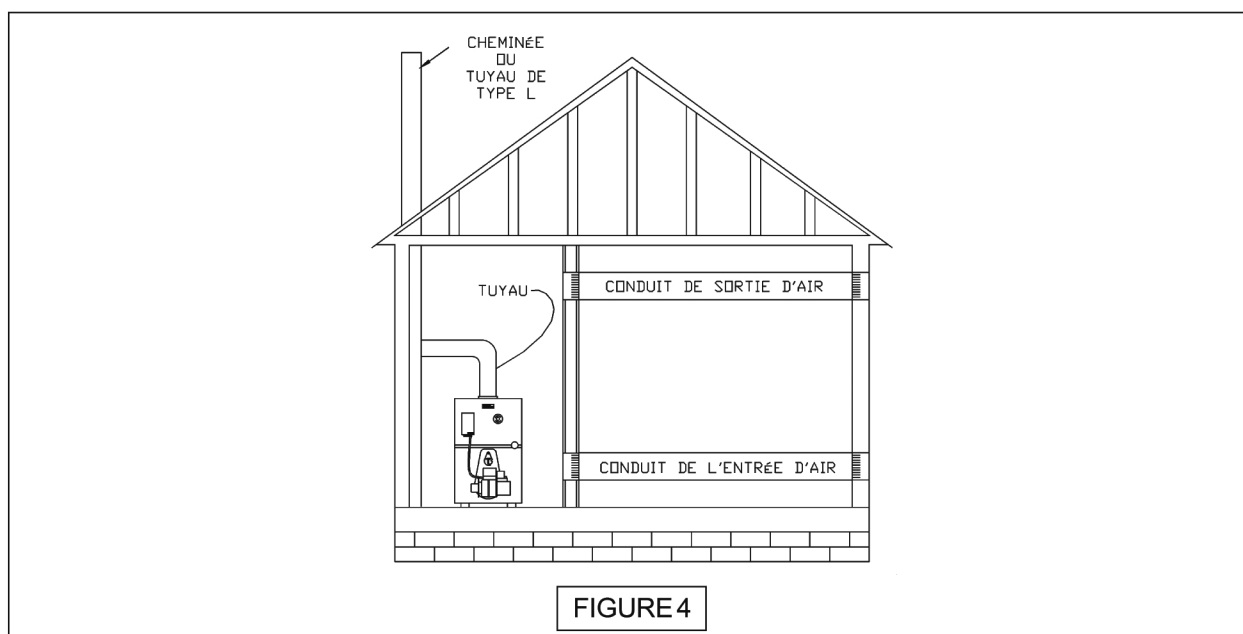 CHEMINÉE
OU
TUYAU DE
TYPE L
TUYAU
CONDUIT DE SORTIE D'AIR
CONDUIT DE L'ENTRÉE D'AIR
FIGURE 4